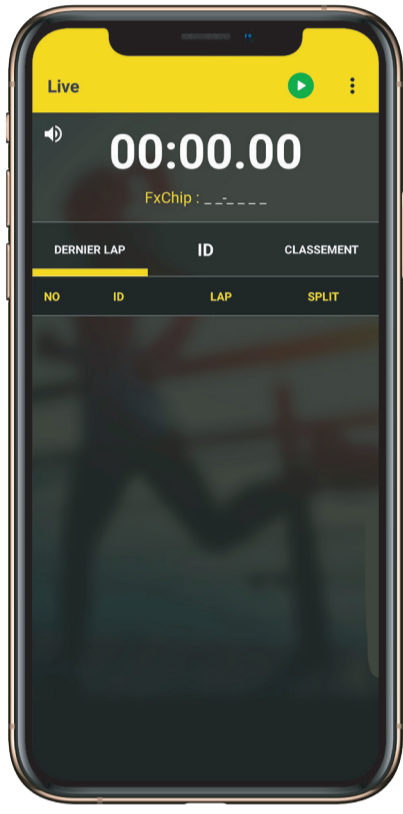 Live
00:00.00
FxChip : _ _-_ _ _ _
DERNIER LAP ID CLASSEMENT
NO ID LAP SPLIT